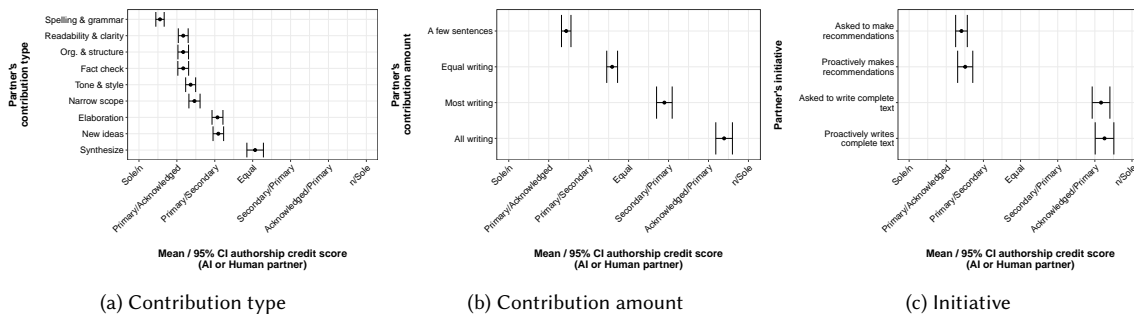 Partner's
contribution type
Spelling & grammar
Readability & clarity
Org. & structure
Fact check
Tone & style
Narrow scope
Elaboration
New ideas
Synthesize
Sole/n
Primary/Acknowledged
Primary/Secondary
Equal
Secondary/Primary
Acknowledged/Primary
n/Sole
Mean / 95% CI authorship credit score
(AI or Human partner)
(a) Contribution type
Partner's
contribution amount
A few sentences
Equal writing
Most writing
All writing
Sole/n
Primary/Acknowledged
Primary/Secondary
Equal
Secondary/Primary
Acknowledged/Primary
n/Sole
Mean / 95% CI authorship credit score
(AI or Human partner)
(b) Contribution amount
Partner's initiative
Asked to make
recommendations
Proactively makes
recommendations
Asked to write complete
text
Proactively writes
complete text
Sole/n
Primary/Acknowledged
Primary/Secondary
Equal
Secondary/Primary
Acknowledged/Primary
n/Sole
Mean / 95% CI authorship credit score
(AI or Human partner)
(c) Initiative